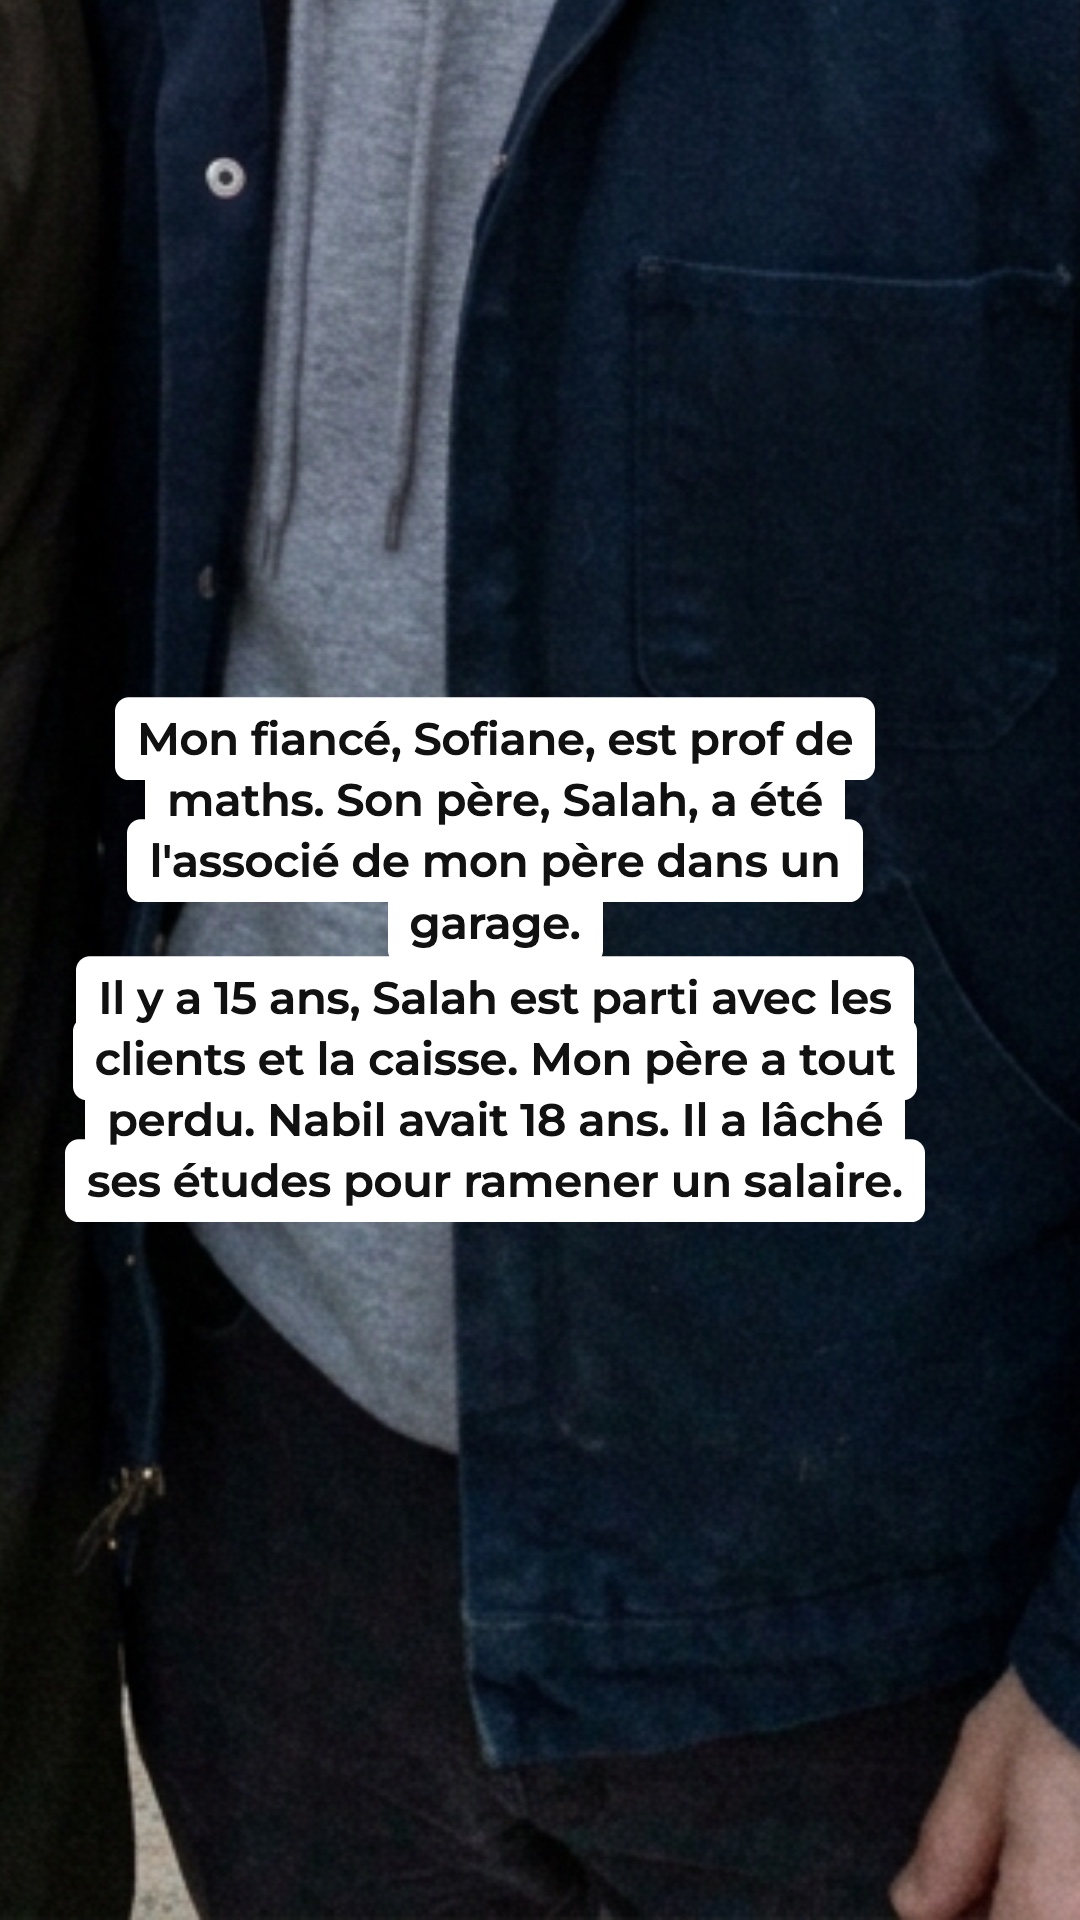 Mon fiancé, Sofiane, est prof de
maths. Son père, Salah, a été
l'associé de mon père dans un
garage.
Il y a 15 ans, Salah est parti avec les
clients et la caisse. Mon père a tout
perdu. Nabil avait 18 ans. Il a lâché
ses études pour ramener un salaire.